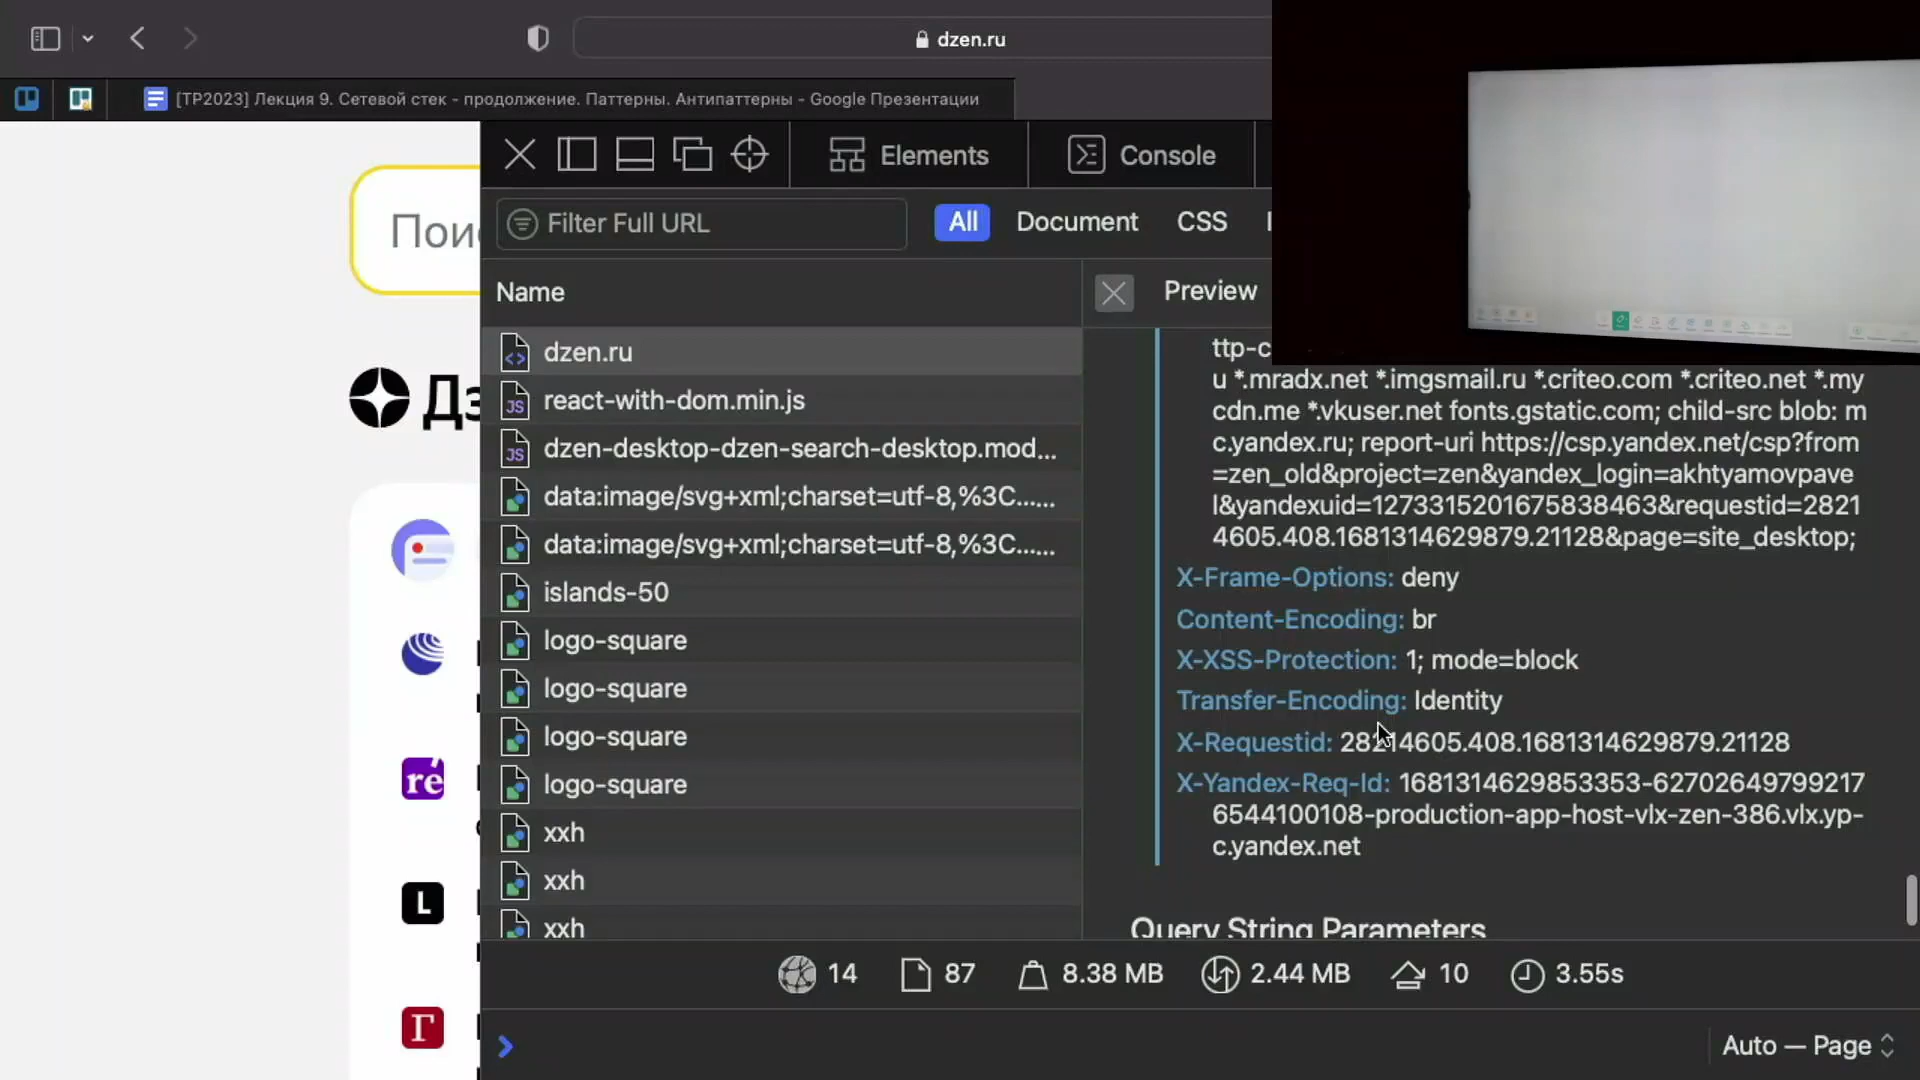 dzen.ru
[TP2023] Лекция 9. Сетевой стек - продолжение. Паттерны. Антипаттерны - Google Презентации
Elements
Console
Filter Full URL
All
Document
CSS
Name
Preview
dzen.ru
react-with-dom.min.js
dzen-desktop-dzen-search-desktop.mod...
data:image/svg+xml;charset=utf-8,%3C......
data:image/svg+xml;charset=utf-8,%3C......
islands-50
logo-square
logo-square
logo-square
logo-square
xxh
xxh
xxh
ttp-c
u *.mradx.net *.imgsmail.ru *.criteo.com *.criteo.net *.my
cdn.me *.vkuser.net fonts.gstatic.com; child-src blob: m
c.yandex.ru; report-uri https://csp.yandex.net/csp?from
=zen_old&project=zen&yandex_login=akhtyamovpave
l&yandexuid=1273315201675838463&requestid=2821
4605.408.1681314629879.21128&page=site_desktop;
X-Frame-Options: deny
Content-Encoding: br
X-XSS-Protection: 1; mode=block
Transfer-Encoding: Identity
X-Requestid: 28214605.408.1681314629879.21128
X-Yandex-Req-Id: 1681314629853353-62702649799217
6544100108-production-app-host-vlx-zen-386.vlx.yp-
c.yandex.net
Query String Parameters
14
87
8.38 MB
2.44 MB
10
3.55s
Auto — Page
Пои
Дз
ré
L
Г